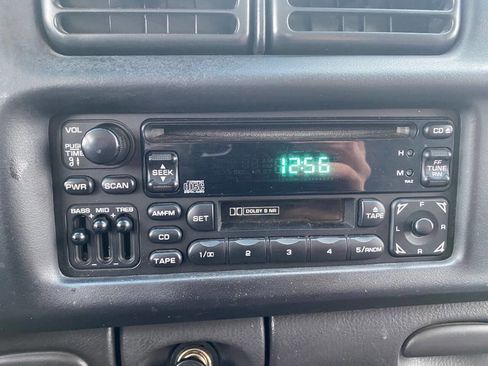 VOL
PUSH
TIME
PWR
SCAN
SEEK
12:56
CD
H
M
RAZ
FF
TUNE
RW
BASS MID TREB
AM•FM
SET
DOLBY B NR
TAPE
CD
TAPE
1/
2
3
4
5/RNDM
F
L
R
R